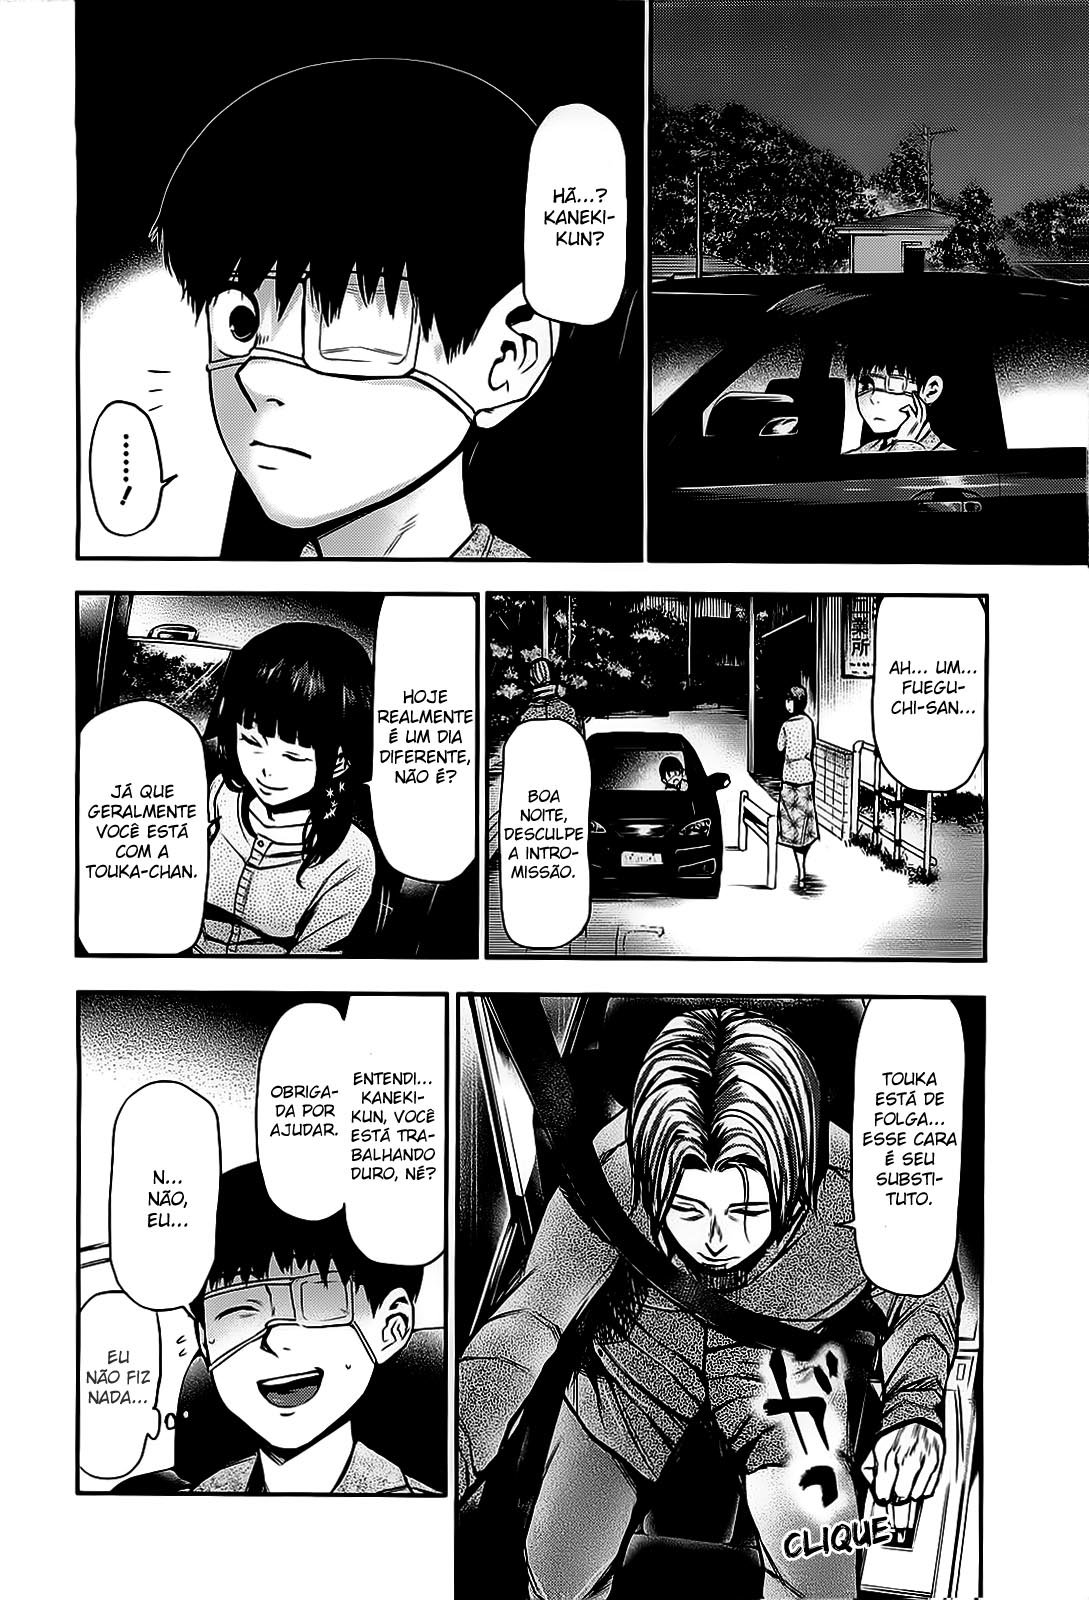 HÃ...?
KANEKI-
KUN?
......!
AH... UM...
FUEGU-
CHI-SAN...
BOA
NOITE,
DESCULPE
A INTRO-
MISSÃO.
HOJE
REALMENTE
É UM DIA
DIFERENTE,
NÃO É?
JÁ QUE
GERALMENTE
VOCÊ ESTÁ
COM A
TOUKA-CHAN.
TOUKA
ESTÁ DE
FOLGA...
ESSE CARA
É SEU
SUBSTI-
TUTO.
CLIQUE
ENTENDI...
KANEKI-
KUN, VOCÊ
ESTÁ TRA-
BALHANDO
DURO, NÉ?
OBRIGA-
DA POR
AJUDAR.
N...
NÃO,
EU...
EU
NÃO FIZ
NADA...